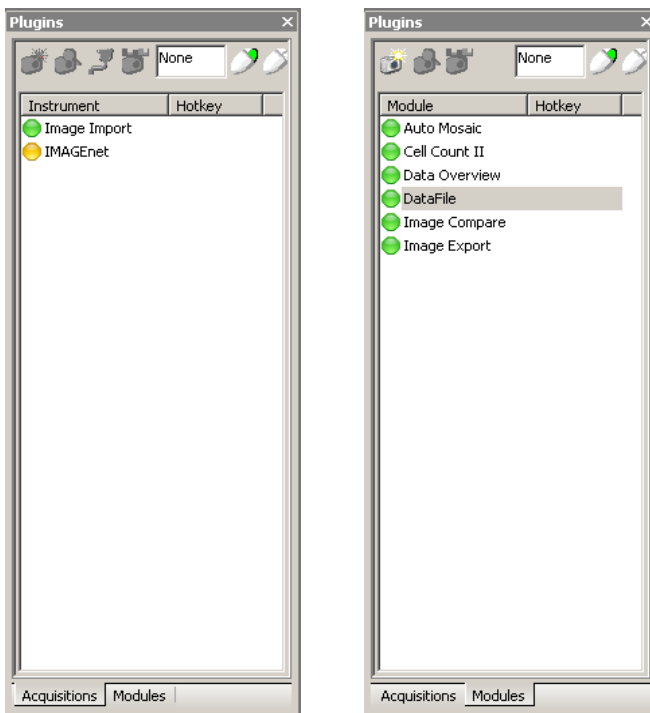 Plugins
None
Instrument Hotkey
Image Import
IMAGEnet
Acquisitions Modules
Plugins
None
Module Hotkey
Auto Mosaic
Cell Count II
Data Overview
DataFile
Image Compare
Image Export
Acquisitions Modules